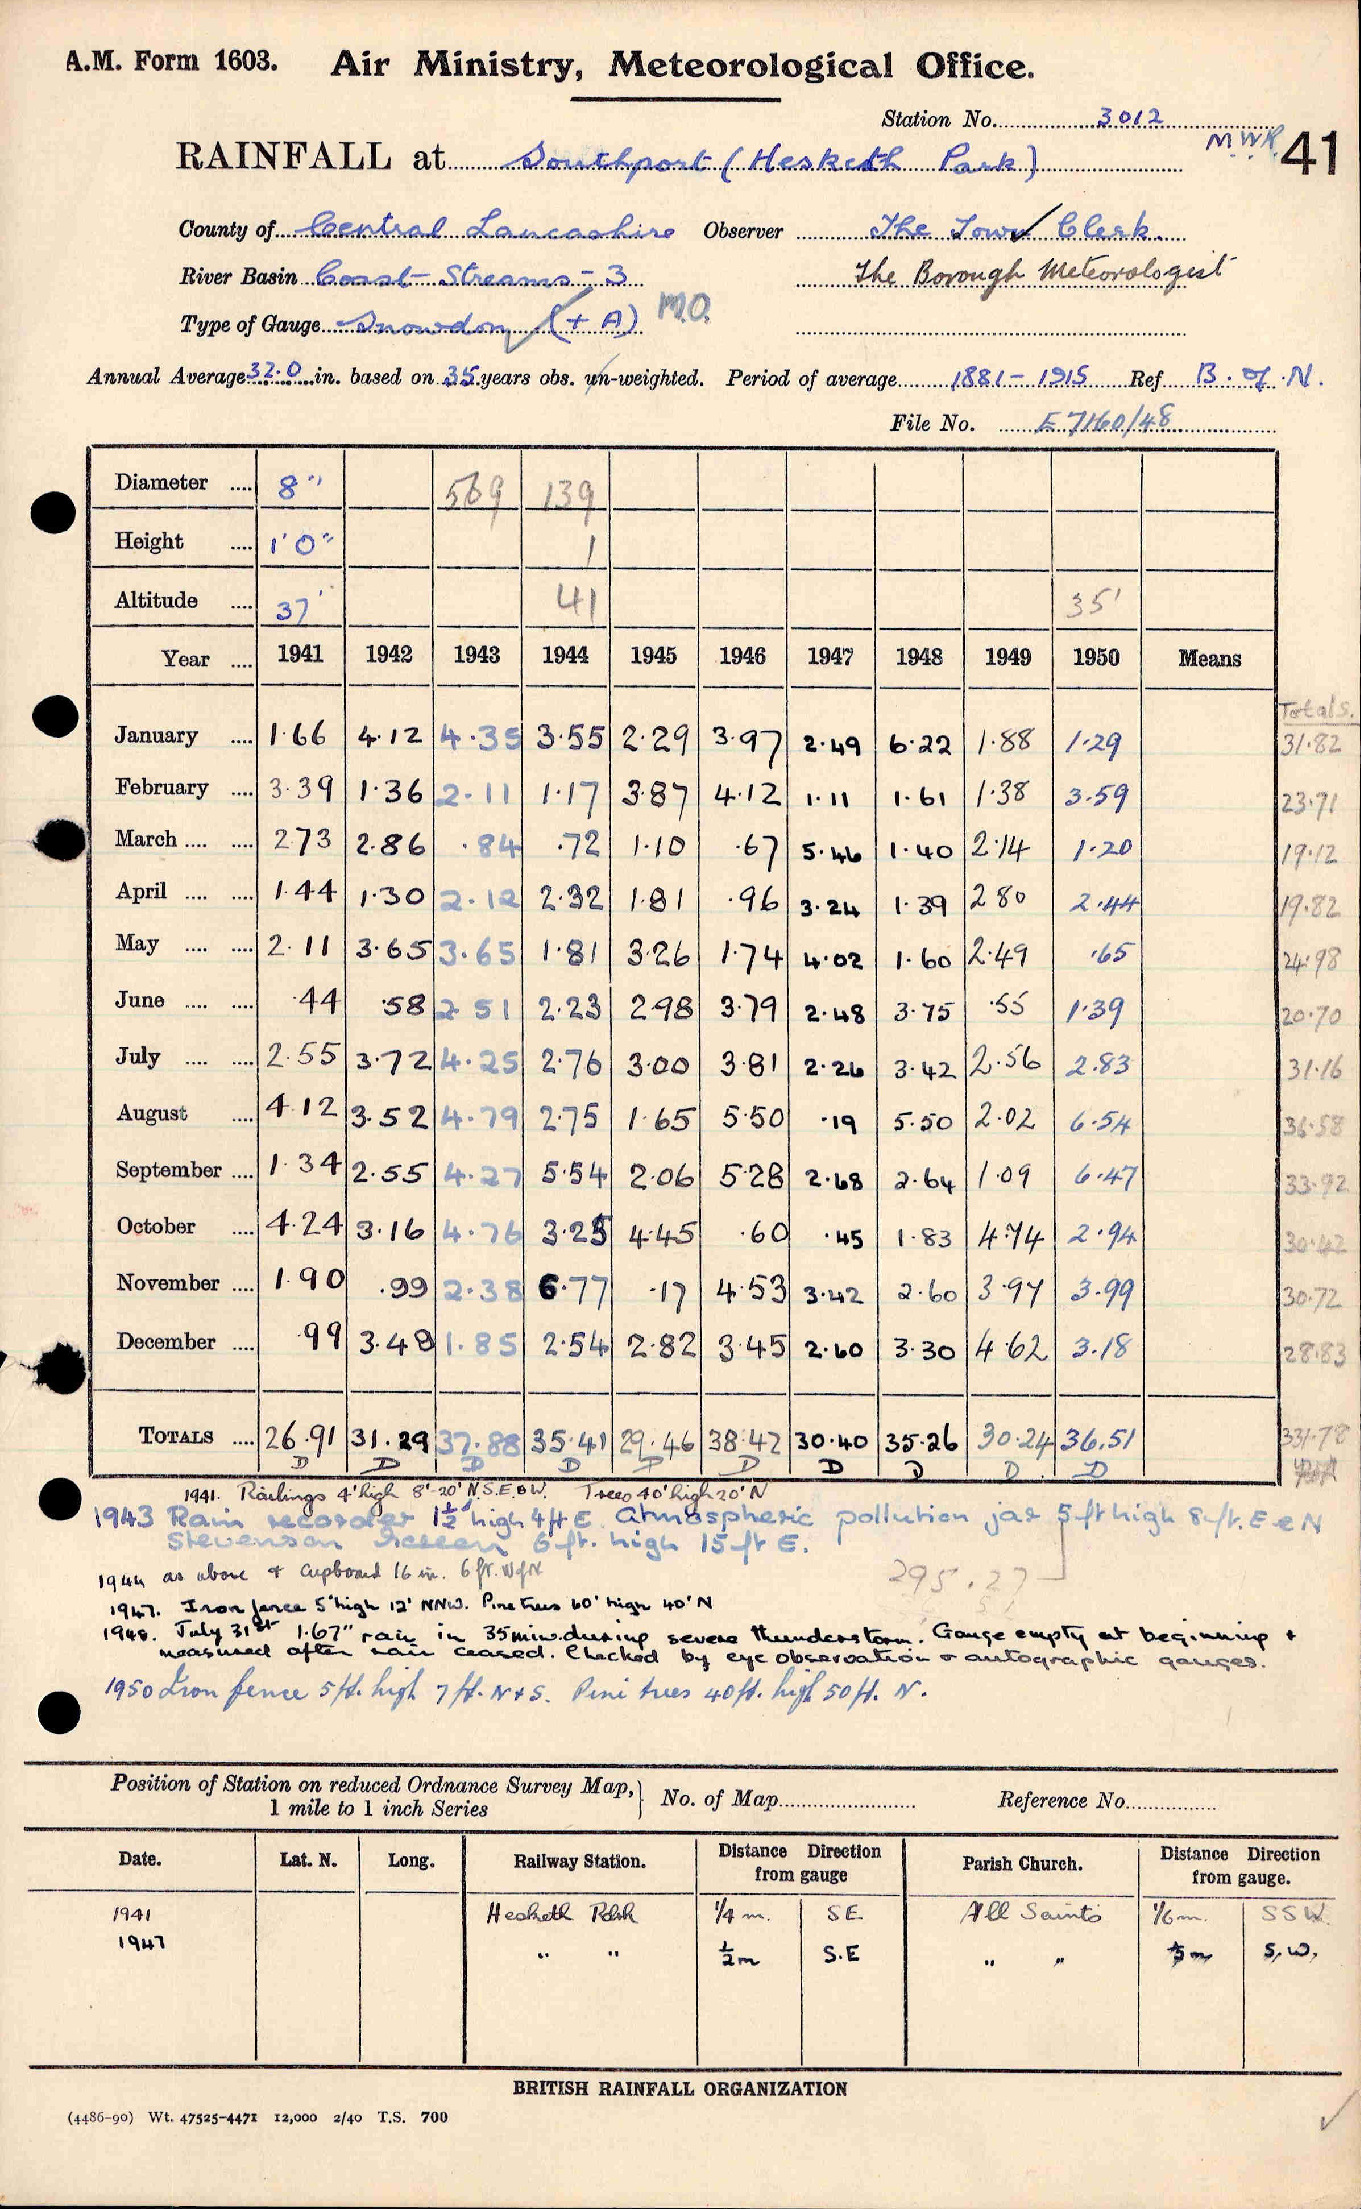 A.M. Form 1603. Air Ministry, Meteorological Office.
Station No. 3012
M.W.R. 41
RAINFALL at Southport (Hesketh Park)
County of Central Lancashire Observer The Town Clerk.
River Basin Coast Streams - 3 The Borough Meteorologist
Type of Gauge Snowdon (+ A) M.O.
Annual Average 32.0 in. based on 35 years obs. un-weighted. Period of average 1881 - 1915 Ref B. of N.
File No. E 7160/48
Diameter .... 8" 569 139
Height .... 1'0" 1
Altitude .... 37' 41 35'
Year .... 1941 1942 1943 1944 1945 1946 1947 1948 1949 1950 Means
Totals.
January .... 1.66 4.12 4.35 3.55 2.29 3.97 2.49 6.22 1.88 1.29 31.82
February .... 3.39 1.36 2.11 1.17 3.87 4.12 1.11 1.61 1.38 3.59 23.71
March .... .... 2.73 2.86 .84 .72 1.10 .67 5.46 1.40 2.14 1.20 19.12
April .... .... 1.44 1.30 2.12 2.32 1.81 .96 3.24 1.39 2.80 2.44 19.82
May .... .... 2.11 3.65 3.65 1.81 3.26 1.74 4.02 1.60 2.49 .65 24.98
June .... .... .44 .58 2.51 2.23 2.98 3.79 2.48 3.75 .55 1.39 20.70
July .... .... 2.55 3.72 4.25 2.76 3.00 3.81 2.26 3.42 2.56 2.83 31.16
August .... 4.12 3.52 4.79 2.75 1.65 5.50 .19 5.50 2.02 6.54 36.58
September .... 1.34 2.55 4.27 5.54 2.06 5.28 2.68 2.64 1.09 6.47 33.92
October .... 4.24 3.16 4.76 3.25 4.45 .60 .45 1.83 4.74 2.94 30.42
November .... 1.90 .99 2.38 6.77 .17 4.53 3.42 2.60 3.97 3.99 30.72
December .... .99 3.48 1.85 2.54 2.82 3.45 2.60 3.30 4.62 3.18 28.83
TOTALS .... 26.91 31.29 37.88 35.41 29.46 38.42 30.40 35.26 30.24 36.51 331.78
D D D D D D D D D D
1941. Railings 4' high 8'-20' N.S.E.&W. Trees 40' high 20' N
1943 Rain recorder 1½' high 4ft E. Atmospheric pollution jar 5 ft high 8 ft. E & N
Stevenson Screen 6 ft. high 15 ft E.
1944 as above & Cupboard 16 in. 6 ft. W of N
295.27
1947. Iron fence 5' high 12' NNW. Pine trees 60' high 40' N
1948. July 31st 1.67" rain in 35 min. during severe thunderstorm. Gauge empty at beginning &
measured after rain ceased. Checked by eye observation & autographic gauges.
1950 Iron fence 5 ft. high 7 ft. N & S. Pine trees 40 ft. high 50 ft. N.
Position of Station on reduced Ordnance Survey Map,} No. of Map Reference No.
1 mile to 1 inch Series
Date. Lat. N. Long. Railway Station. Distance Direction from gauge Parish Church. Distance Direction from gauge.
1941 Hesketh Park ¼ m. SE All Saints 1/6 m. SSW.
1947 " " ½ m S.E " " m S.W.
BRITISH RAINFALL ORGANIZATION
(4486-90) Wt. 47525-4471 12,000 2/40 T.S. 700